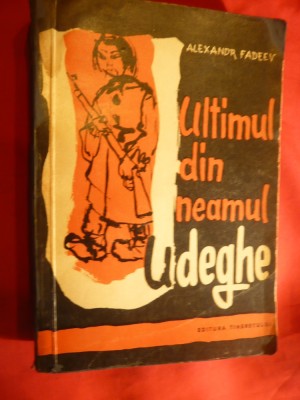 ALEXANDR FADEEV
Ultimul
din
neamul
Udeghe
EDITURA TINERETULUI